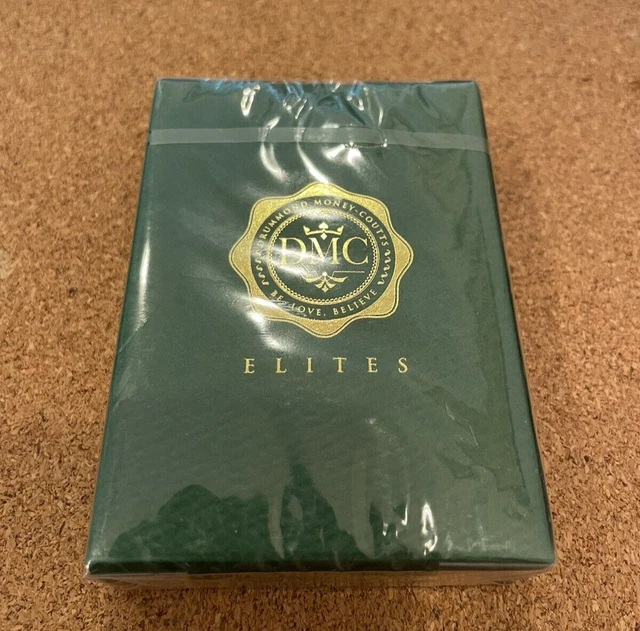 DRUMMOND MONEY-COUTTS
DMC
BE, LOVE, BELIEVE
ELITES